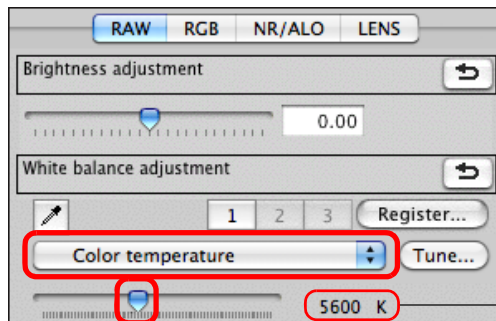 RAW RGB NR/ALO LENS
Brightness adjustment
0.00
White balance adjustment
1 2 3 Register...
Color temperature Tune...
5600 K